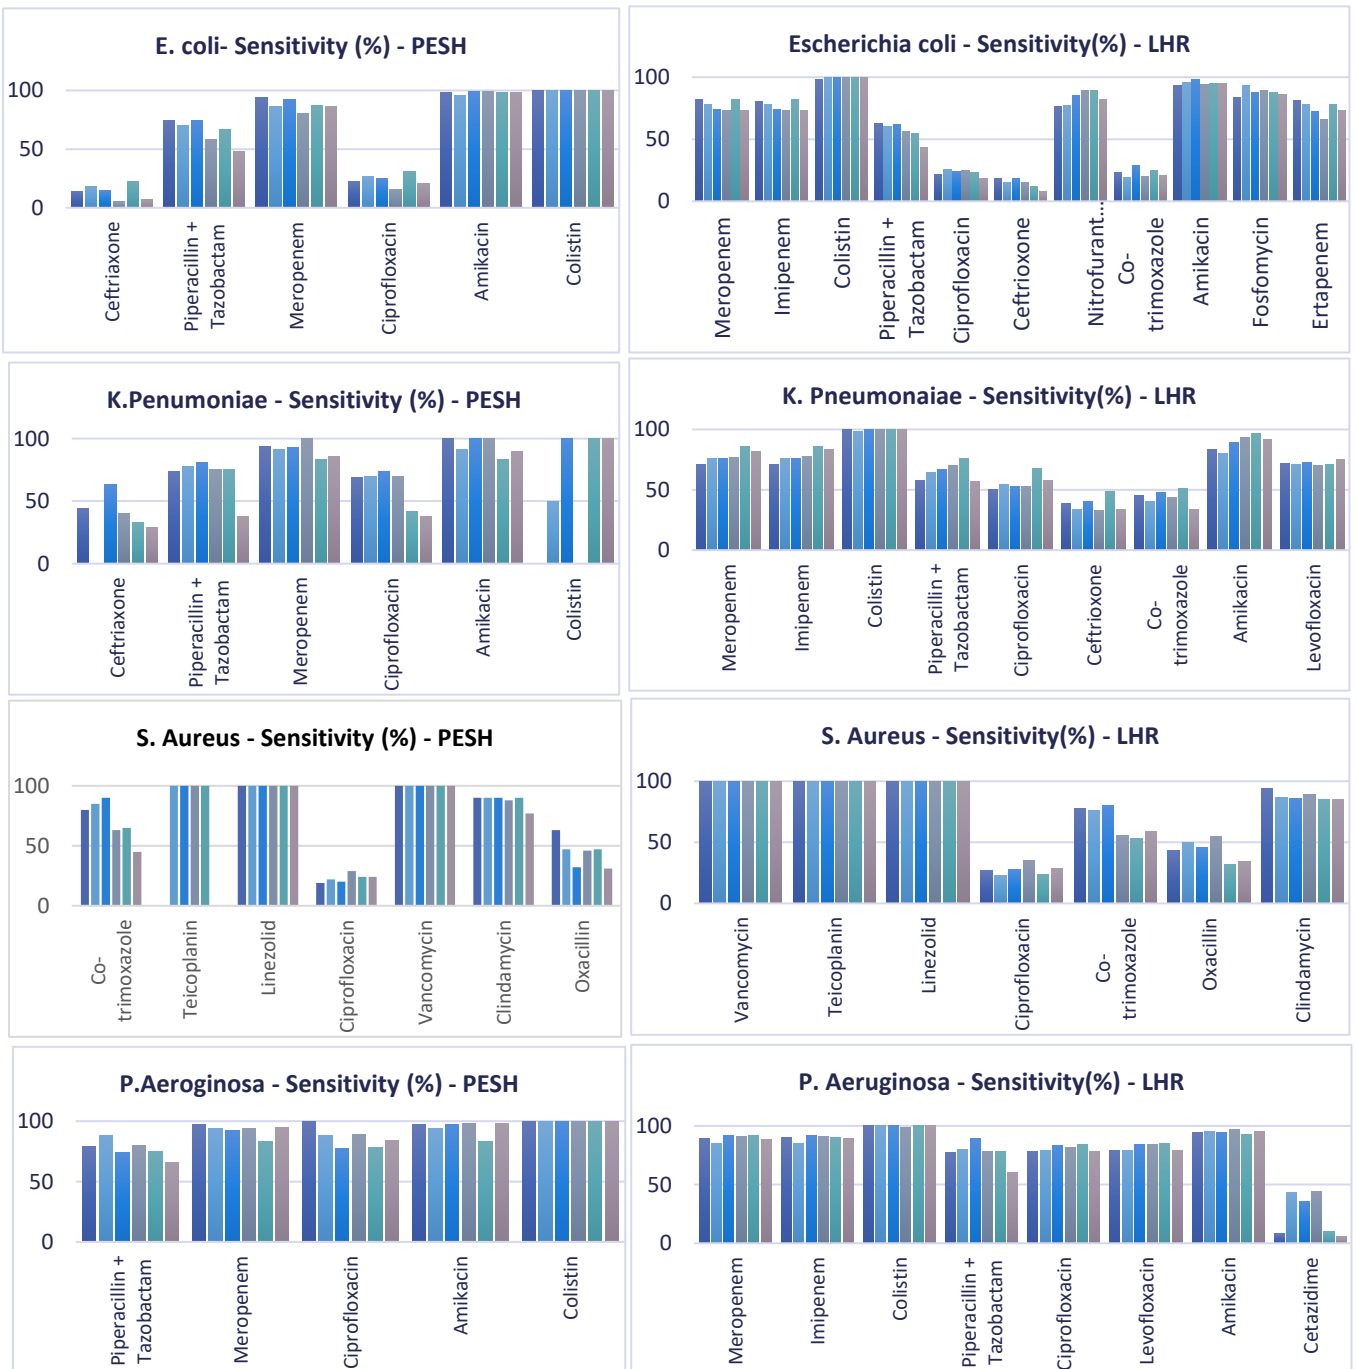 E. coli- Sensitivity (%) - PESH
100
50
0
Ceftriaxone
Piperacillin +
Tazobactam
Meropenem
Ciprofloxacin
Amikacin
Colistin
Escherichia coli - Sensitivity(%) - LHR
100
50
0
Meropenem
Imipenem
Colistin
Piperacillin +
Tazobactam
Ciprofloxacin
Ceftrioxone
Nitrofurant...
Co-
trimoxazole
Amikacin
Fosfomycin
Ertapenem
K.Penumoniae - Sensitivity (%) - PESH
100
50
0
Ceftriaxone
Piperacillin +
Tazobactam
Meropenem
Ciprofloxacin
Amikacin
Colistin
K. Pneumonaiae - Sensitivity(%) - LHR
100
50
0
Meropenem
Imipenem
Colistin
Piperacillin +
Tazobactam
Ciprofloxacin
Ceftrioxone
Co-
trimoxazole
Amikacin
Levofloxacin
S. Aureus - Sensitivity (%) - PESH
100
50
0
Co-
trimoxazole
Teicoplanin
Linezolid
Ciprofloxacin
Vancomycin
Clindamycin
Oxacillin
S. Aureus - Sensitivity(%) - LHR
100
50
0
Vancomycin
Teicoplanin
Linezolid
Ciprofloxacin
Co-
trimoxazole
Oxacillin
Clindamycin
P.Aeroginosa - Sensitivity (%) - PESH
100
50
0
Piperacillin +
Tazobactam
Meropenem
Ciprofloxacin
Amikacin
Colistin
P. Aeruginosa - Sensitivity(%) - LHR
100
50
0
Meropenem
Imipenem
Colistin
Piperacillin +
Tazobactam
Ciprofloxacin
Levofloxacin
Amikacin
Cetazidime